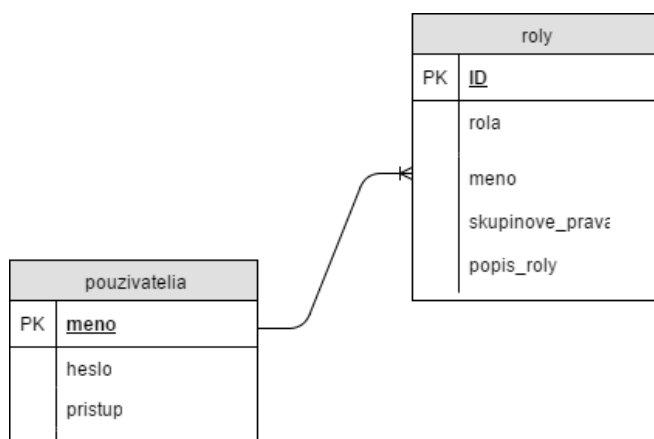 roly
PK ID
rola
meno
skupinove_prava
popis_roly
pouzivatelia
PK meno
heslo
pristup